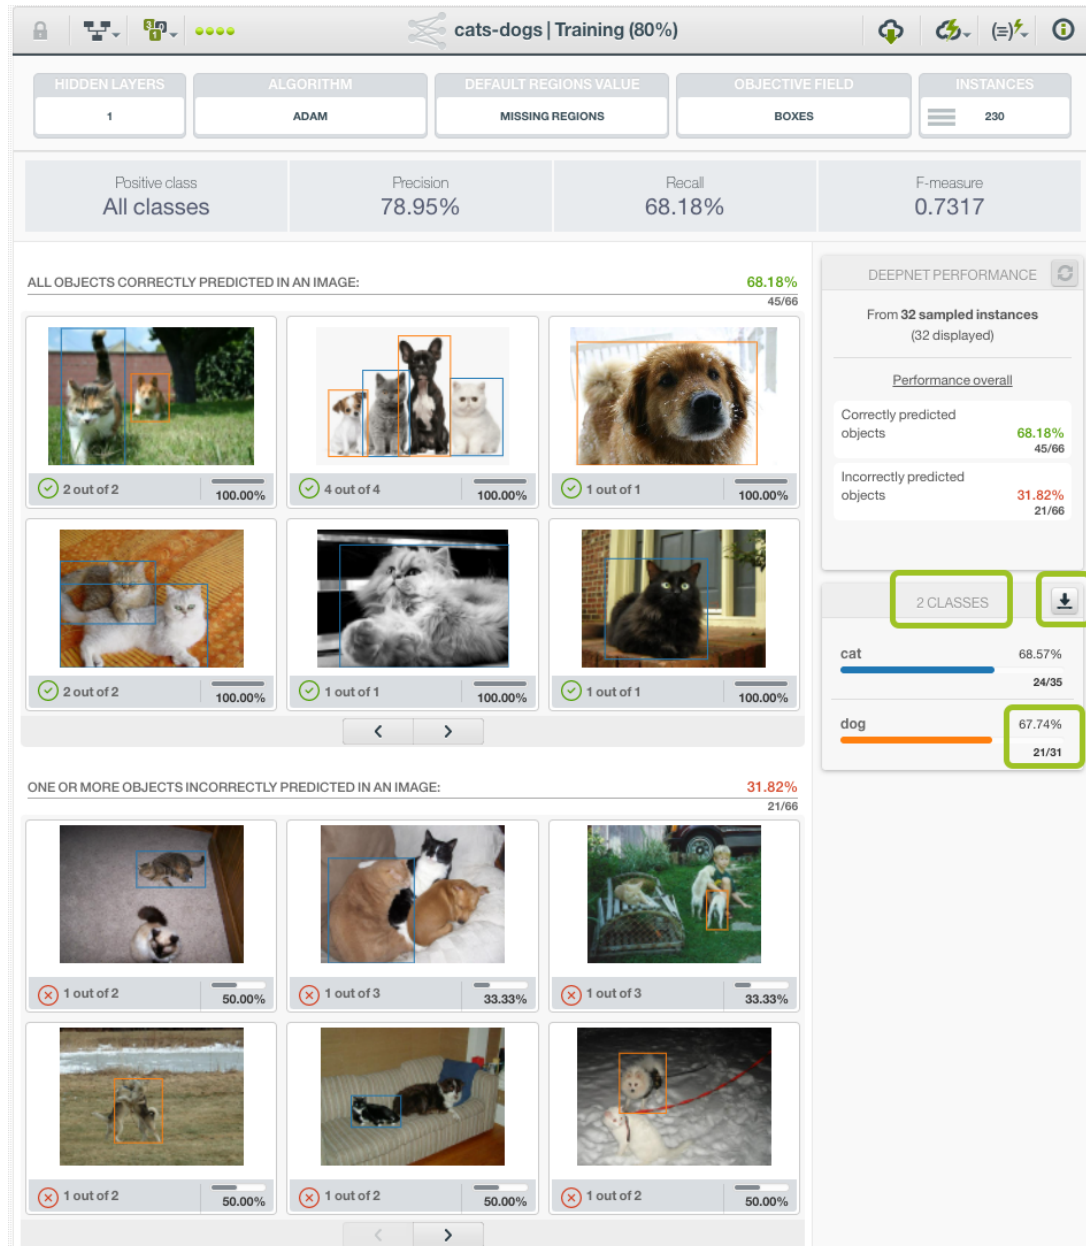 cats-dogs | Training (80%)
HIDDEN LAYERS
1
ALGORITHM
ADAM
DEFAULT REGIONS VALUE
MISSING REGIONS
OBJECTIVE FIELD
BOXES
INSTANCES
230
Positive class
All classes
Precision
78.95%
Recall
68.18%
F-measure
0.7317
ALL OBJECTS CORRECTLY PREDICTED IN AN IMAGE:
68.18%
45/66
2 out of 2
100.00%
4 out of 4
100.00%
1 out of 1
100.00%
2 out of 2
100.00%
1 out of 1
100.00%
1 out of 1
100.00%
ONE OR MORE OBJECTS INCORRECTLY PREDICTED IN AN IMAGE:
31.82%
21/66
1 out of 2
50.00%
1 out of 3
33.33%
1 out of 3
33.33%
1 out of 2
50.00%
1 out of 2
50.00%
1 out of 2
50.00%
DEEPNET PERFORMANCE
From 32 sampled instances
(32 displayed)
Performance overall
Correctly predicted
objects
68.18%
45/66
Incorrectly predicted
objects
31.82%
21/66
2 CLASSES
cat
68.57%
24/35
dog
67.74%
21/31